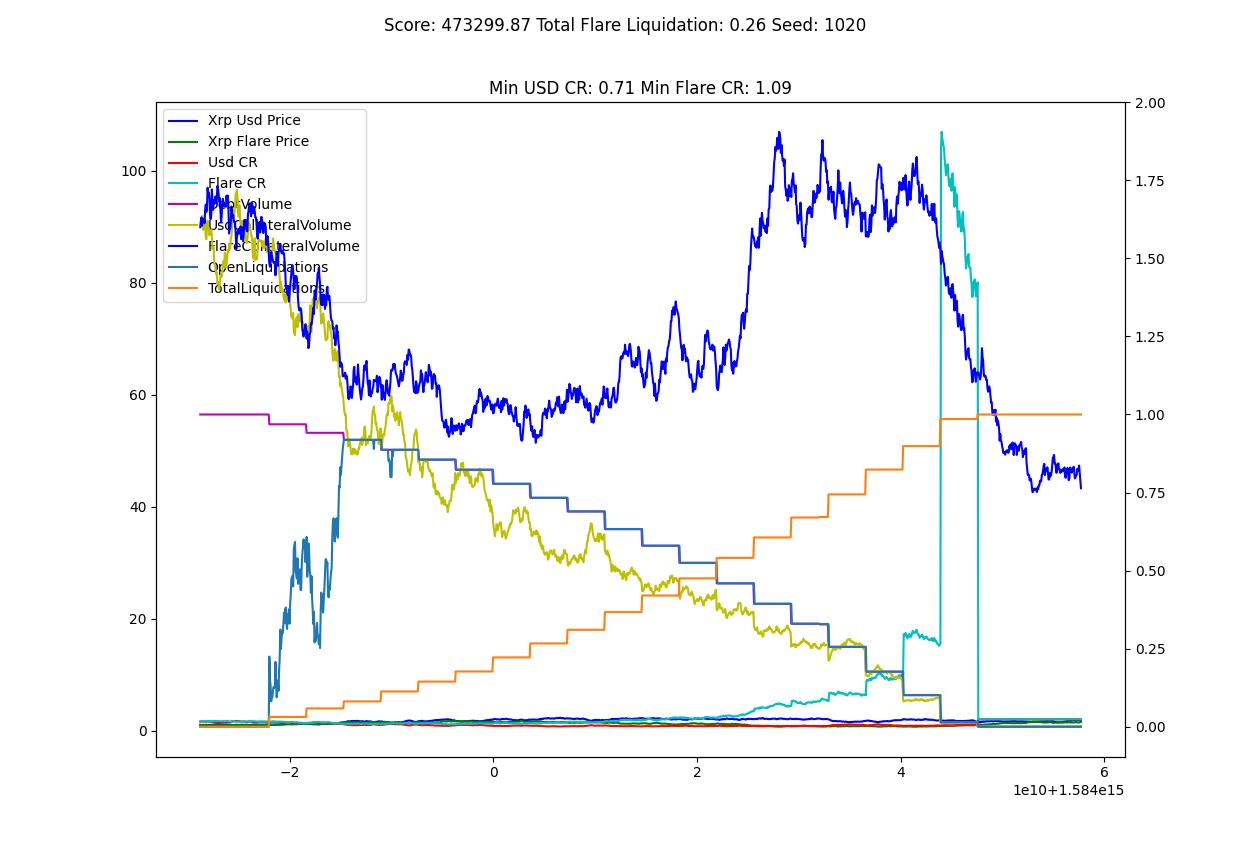 Score: 473299.87 Total Flare Liquidation: 0.26 Seed: 1020
Min USD CR: 0.71 Min Flare CR: 1.09
Xrp Usd Price
Xrp Flare Price
Usd CR
Flare CR
Volume
UsdCollateralVolume
FlareCollateralVolume
OpenLiquidations
TotalLiquidations
100
80
60
40
20
0
2.00
1.75
1.50
1.25
1.00
0.75
0.50
0.25
0.00
−2
0
2
4
6
1e10+1.584e15